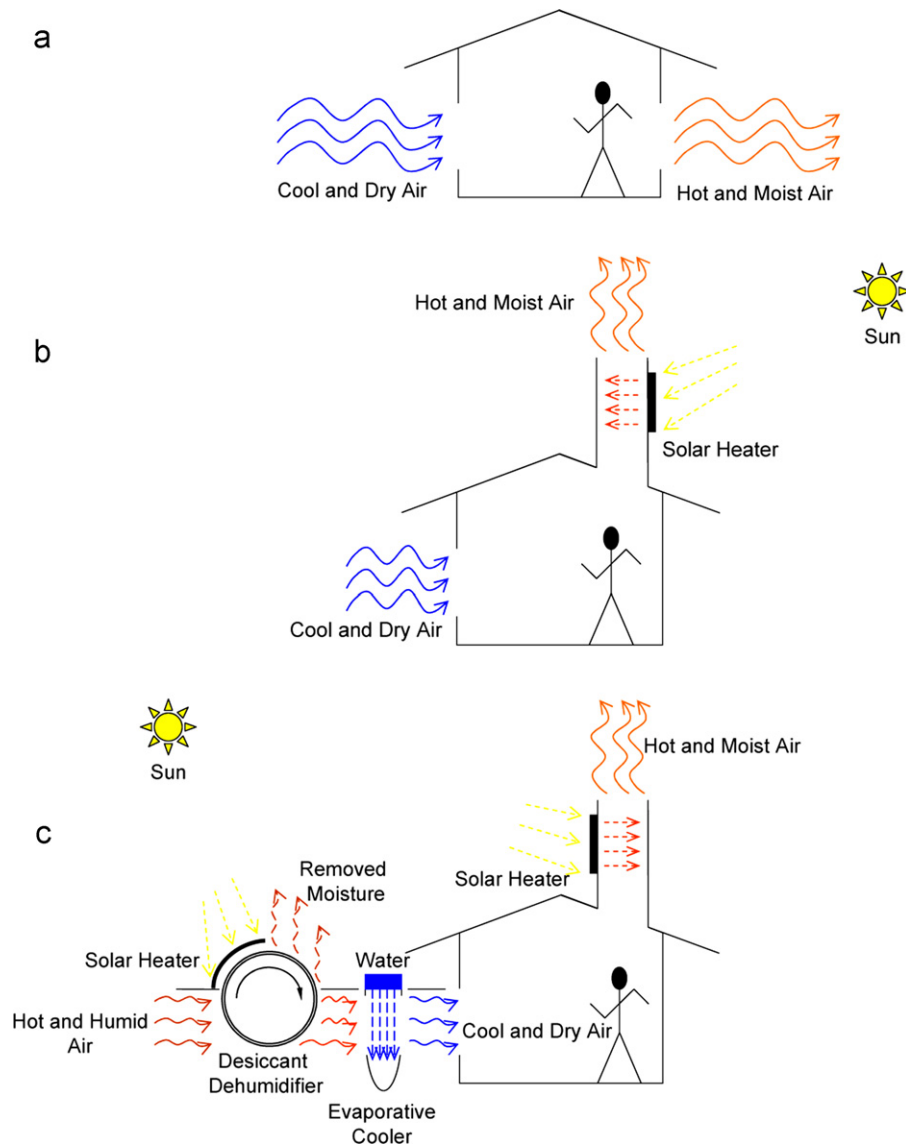 a
Cool and Dry Air
Hot and Moist Air
Hot and Moist Air
Sun
b
Solar Heater
Cool and Dry Air
Sun
Hot and Moist Air
c
Solar Heater
Removed
Moisture
Solar Heater
Water
Hot and Humid
Air
Cool and Dry Air
Desiccant
Dehumidifier
Evaporative
Cooler